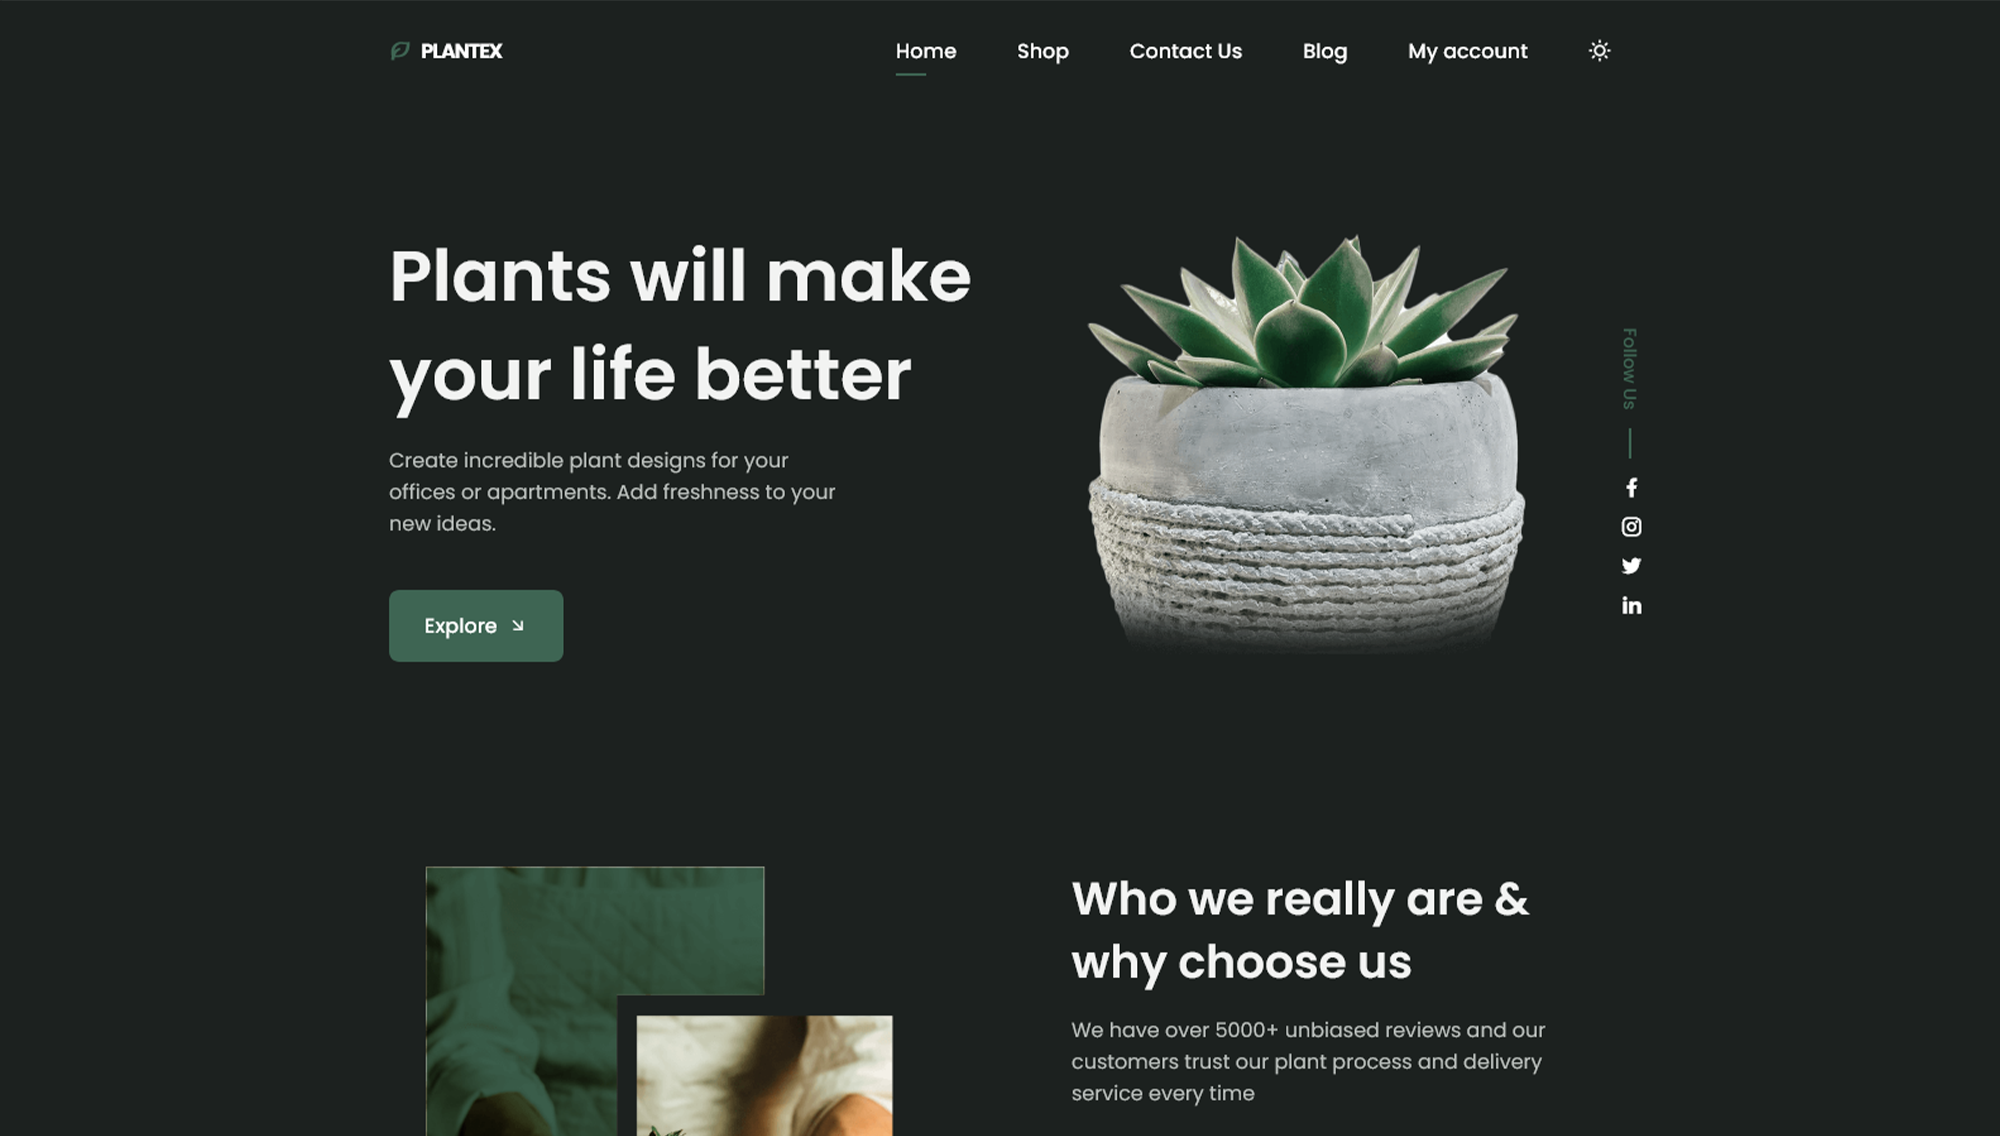 PLANTEX
Home
Shop
Contact Us
Blog
My account
Plants will make
your life better
Create incredible plant designs for your
offices or apartments. Add freshness to your
new ideas.
Explore
Follow Us
Who we really are &
why choose us
We have over 5000+ unbiased reviews and our
customers trust our plant process and delivery
service every time